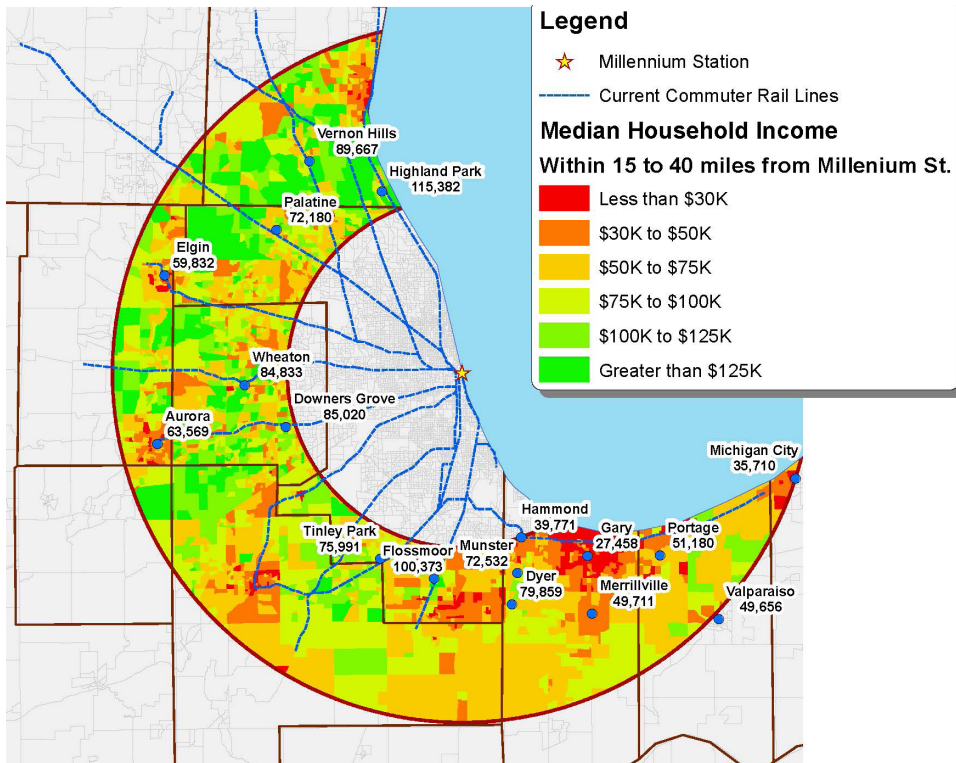 Legend
Millennium Station
Current Commuter Rail Lines
Median Household Income
Within 15 to 40 miles from Millenium St.
Less than $30K
$30K to $50K
$50K to $75K
$75K to $100K
$100K to $125K
Greater than $125K
Vernon Hills
89,667
Highland Park
115,382
Palatine
72,180
Elgin
59,832
Wheaton
84,833
Downers Grove
85,020
Aurora
63,569
Michigan City
35,710
Hammond
39,771
Gary
27,458
Portage
51,180
Tinley Park
75,991
Flossmoor
100,373
Munster
72,532
Dyer
79,859
Merrillville
49,711
Valparaiso
49,656